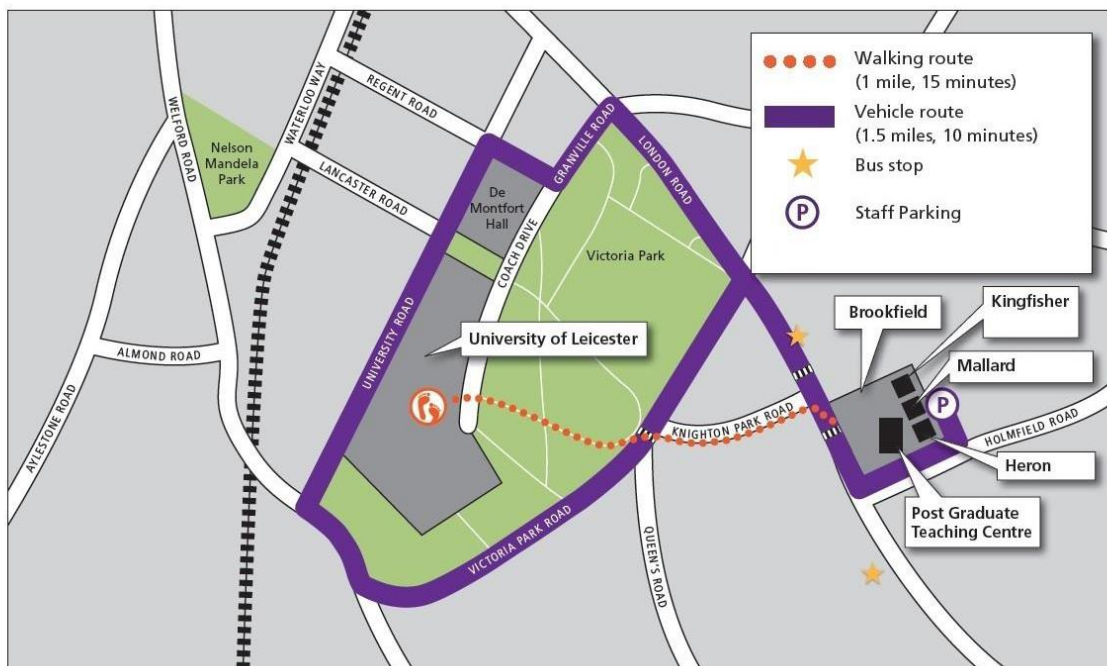 Walking route
(1 mile, 15 minutes)
Vehicle route
(1.5 miles, 10 minutes)
Bus stop
P
Staff Parking
WELFORD ROAD
WATERLOO WAY
REGENT ROAD
Nelson
Mandela
Park
LANCASTER ROAD
De
Montfort
Hall
GRANVILLE ROAD
LONDON ROAD
COACH DRIVE
Victoria Park
UNIVERSITY ROAD
University of Leicester
ALMOND ROAD
AYLESTONE ROAD
Brookfield
Kingfisher
Mallard
P
KNIGHTON PARK ROAD
HOLMFIELD ROAD
Heron
Post Graduate
Teaching Centre
VICTORIA PARK ROAD
QUEEN'S ROAD